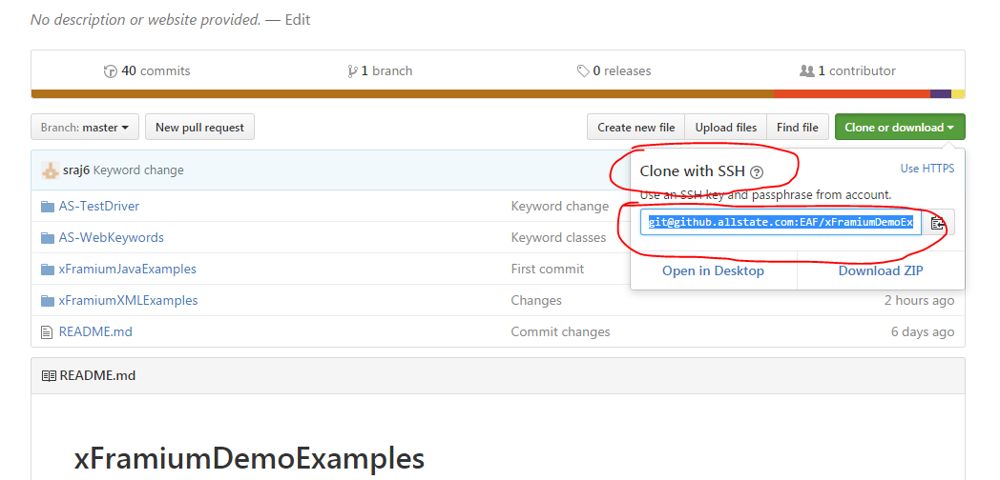 No description or website provided. — Edit
40 commits 1 branch 0 releases 1 contributor
Branch: master New pull request Create new file Upload files Find file Clone or download
sraj6 Keyword change
Clone with SSH Use HTTPS
Use an SSH key and passphrase from account.
git@github.allstate.com:EAF/xFramiumDemoEx
Open in Desktop Download ZIP
AS-TestDriver Keyword change
AS-WebKeywords Keyword classes
xFramiumJavaExamples First commit
xFramiumXMLExamples Changes 2 hours ago
README.md Commit changes 6 days ago
README.md
xFramiumDemoExamples